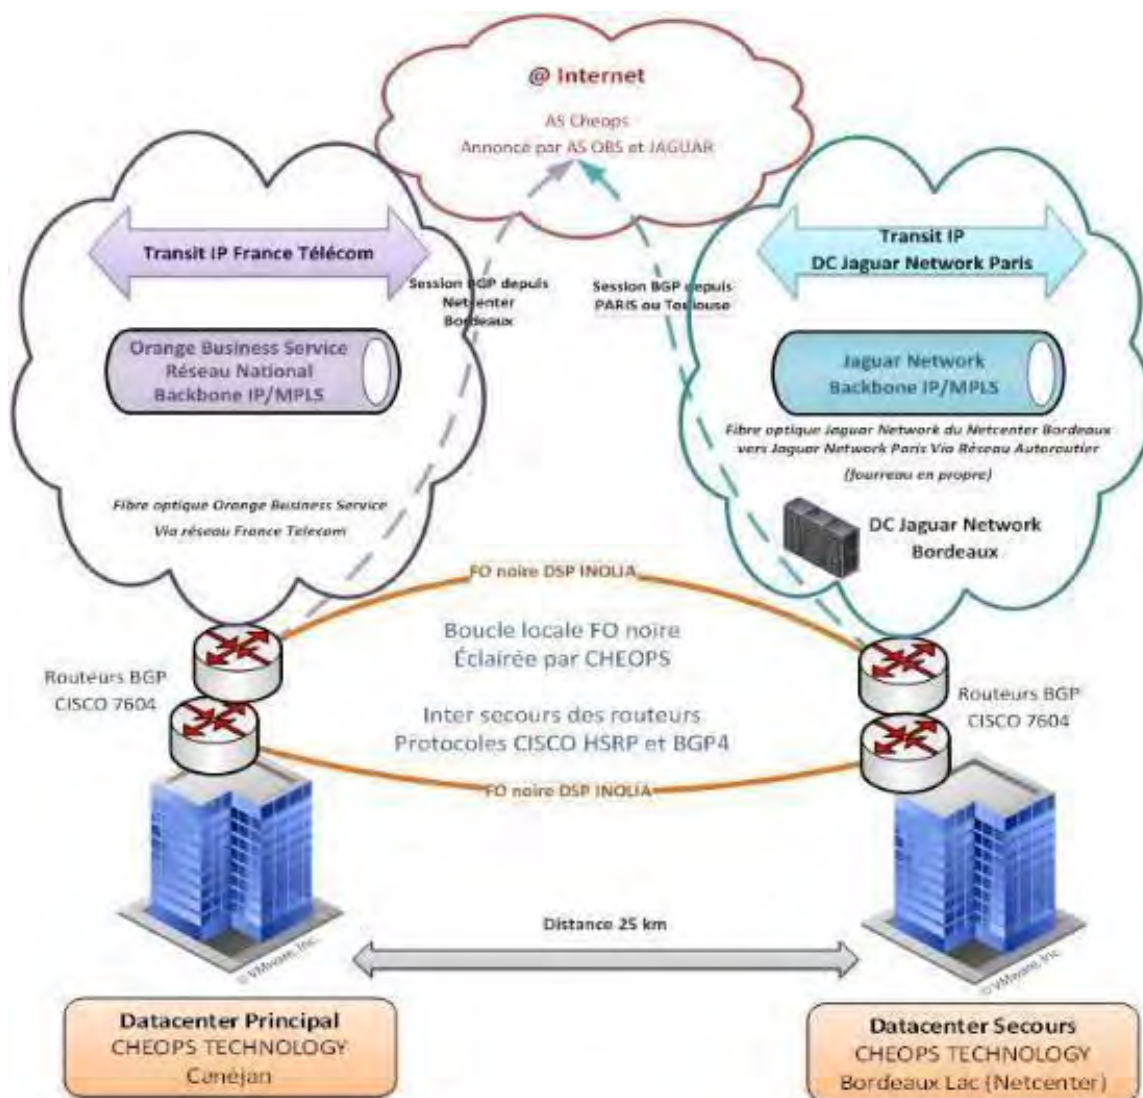 @ Internet
AS Cheops
Annoncé par AS OBS et JAGUAR
Transit IP France Télécom
Transit IP
DC Jaguar Network Paris
Session BGP depuis
Netcenter
Bordeaux
Session BGP depuis
PARIS ou Toulouse
Orange Business Service
Réseau National
Backbone IP/MPLS
Jaguar Network
Backbone IP/MPLS
Fibre optique Jaguar Network du Netcenter Bordeaux
vers Jaguar Network Paris Via Réseau Autoroutier
(fourreau en propre)
Fibre optique Orange Business Service
Via réseau France Telecom
DC Jaguar Network
Bordeaux
FO noire DSP INOLIA
Boucle locale FO noire
Éclairée par CHEOPS
Routeurs BGP
CISCO 7604
Routeurs BGP
CISCO 7604
Inter secours des routeurs
Protocoles CISCO HSRP et BGP4
FO noire DSP INOLIA
Distance 25 km
© VMware, Inc.
© VMware, Inc.
Datacenter Principal
CHEOPS TECHNOLOGY
Canéjan
Datacenter Secours
CHEOPS TECHNOLOGY
Bordeaux Lac (Netcenter)